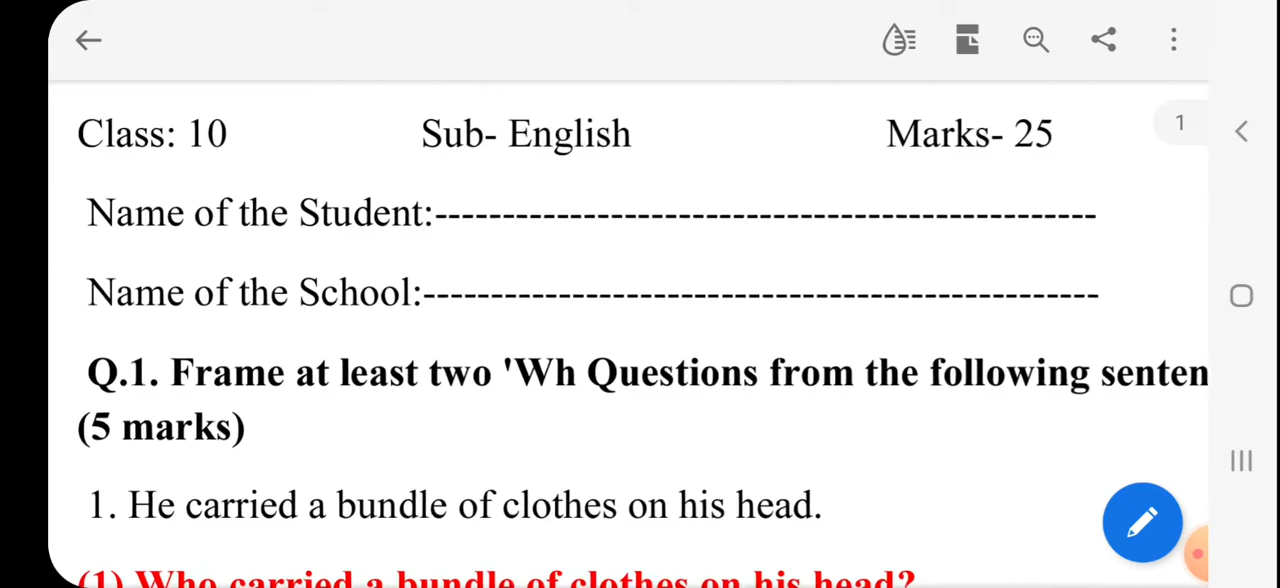 Class: 10 Sub- English Marks- 25
1
Name of the Student:-------------------------------------------------
Name of the School:--------------------------------------------------
Q.1. Frame at least two 'Wh Questions from the following senten
(5 marks)
1. He carried a bundle of clothes on his head.
(1) Who carried a bundle of clothes on his head?